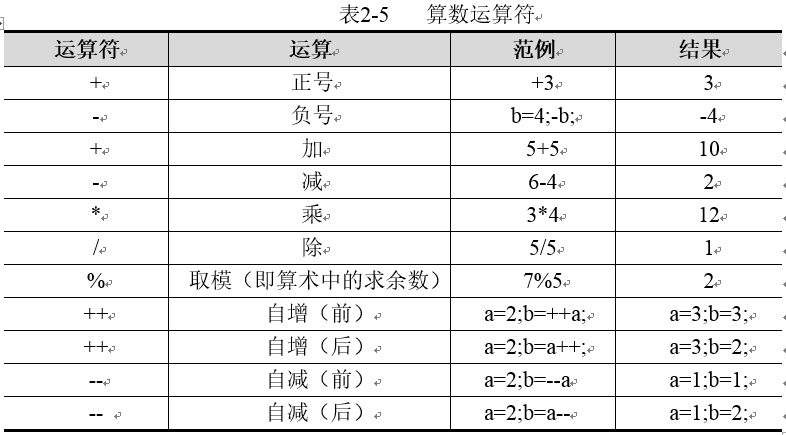 表2-5 算数运算符
运算符 运算 范例 结果
+ 正号 +3 3
- 负号 b=4;-b; -4
+ 加 5+5 10
- 减 6-4 2
* 乘 3*4 12
/ 除 5/5 1
% 取模（即算术中的求余数） 7%5 2
++ 自增（前） a=2;b=++a; a=3;b=3;
++ 自增（后） a=2;b=a++; a=3;b=2;
-- 自减（前） a=2;b=--a a=1;b=1;
-- 自减（后） a=2;b=a-- a=1;b=2;